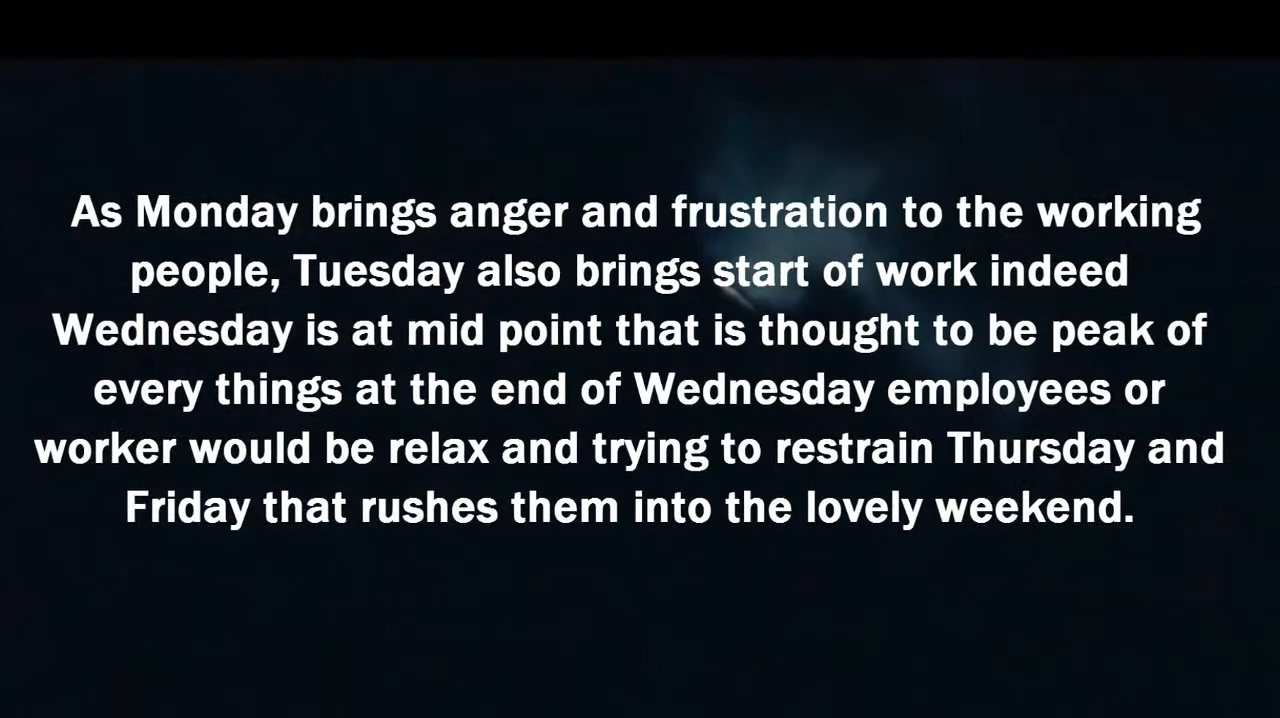 As Monday brings anger and frustration to the working
people, Tuesday also brings start of work indeed
Wednesday is at mid point that is thought to be peak of
every things at the end of Wednesday employees or
worker would be relax and trying to restrain Thursday and
Friday that rushes them into the lovely weekend.